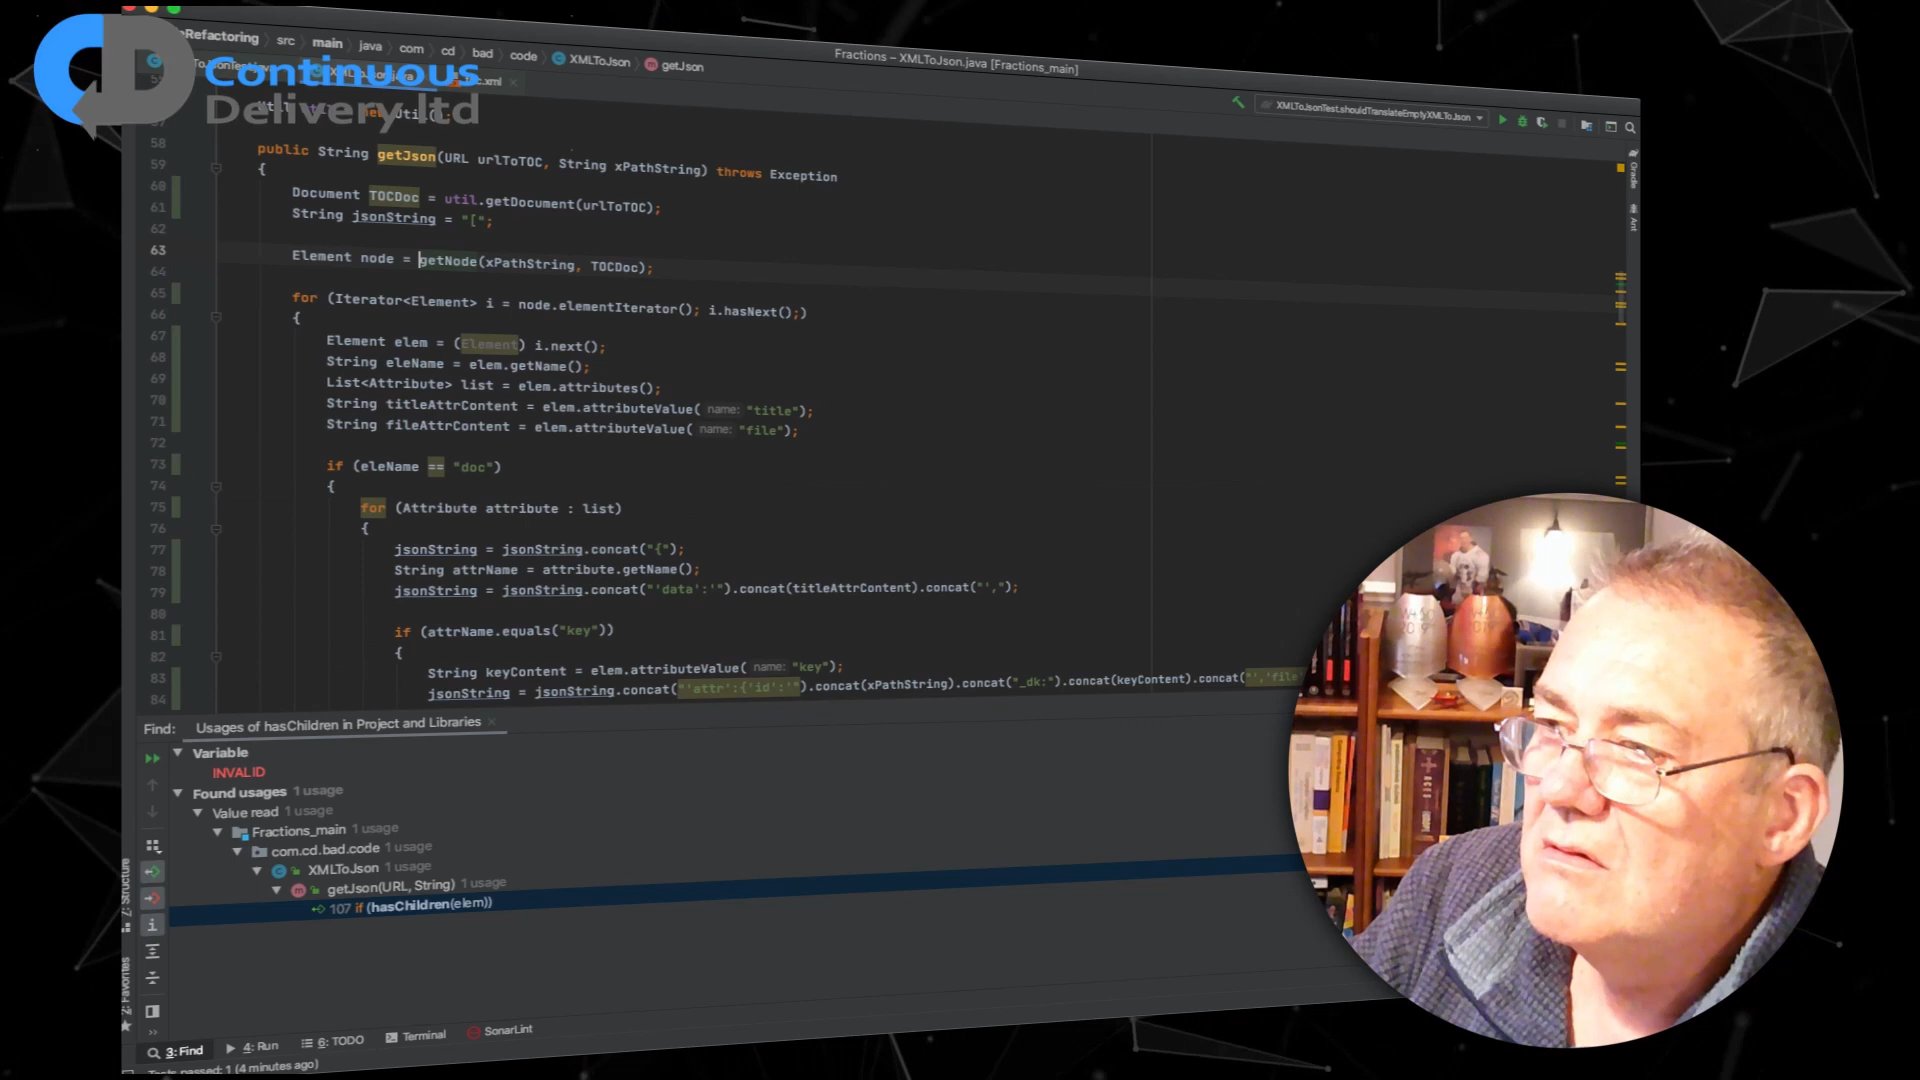 Refactoring src main java com cd bad code XMLToJson getJson
Fractions – XMLToJson.java [Fractions_main]
Continuous
Delivery ltd
XMLToJsonTest.shouldTranslateEmptyXMLToJson
58 public String getJson(URL urlToTOC, String xPathString) throws Exception
59 {
60 Document TOCDoc = util.getDocument(urlToTOC);
61 String jsonString = "[";
62
63 Element node = getNode(xPathString, TOCDoc);
64
65 for (Iterator<Element> i = node.elementIterator(); i.hasNext();)
66 {
67 Element elem = (Element) i.next();
68 String eleName = elem.getName();
69 List<Attribute> list = elem.attributes();
70 String titleAttrContent = elem.attributeValue( name: "title");
71 String fileAttrContent = elem.attributeValue( name: "file");
72
73 if (eleName == "doc")
74 {
75 for (Attribute attribute : list)
76 {
77 jsonString = jsonString.concat("{");
78 String attrName = attribute.getName();
79 jsonString = jsonString.concat("'data':'").concat(titleAttrContent).concat("',");
80
81 if (attrName.equals("key"))
82 {
83 String keyContent = elem.attributeValue( name: "key");
84 jsonString = jsonString.concat("'attr':{'id':'").concat(xPathString).concat("_dk:").concat(keyContent).concat("','file'
Gradle
Ant
Find: Usages of hasChildren in Project and Libraries
Variable
INVALID
Found usages 1 usage
Value read 1 usage
Fractions_main 1 usage
com.cd.bad.code 1 usage
XMLToJson 1 usage
getJson(URL, String) 1 usage
107 if (hasChildren(elem))
7: Structure
2: Favorites
3: Find 4: Run 6: TODO Terminal SonarLint
Tests passed: 1 (4 minutes ago)